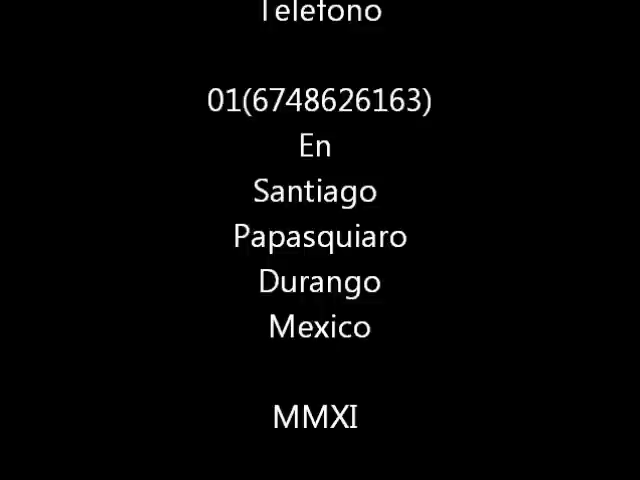 Telefono
01(6748626163)
En
Santiago
Papasquiaro
Durango
Mexico
MMXI